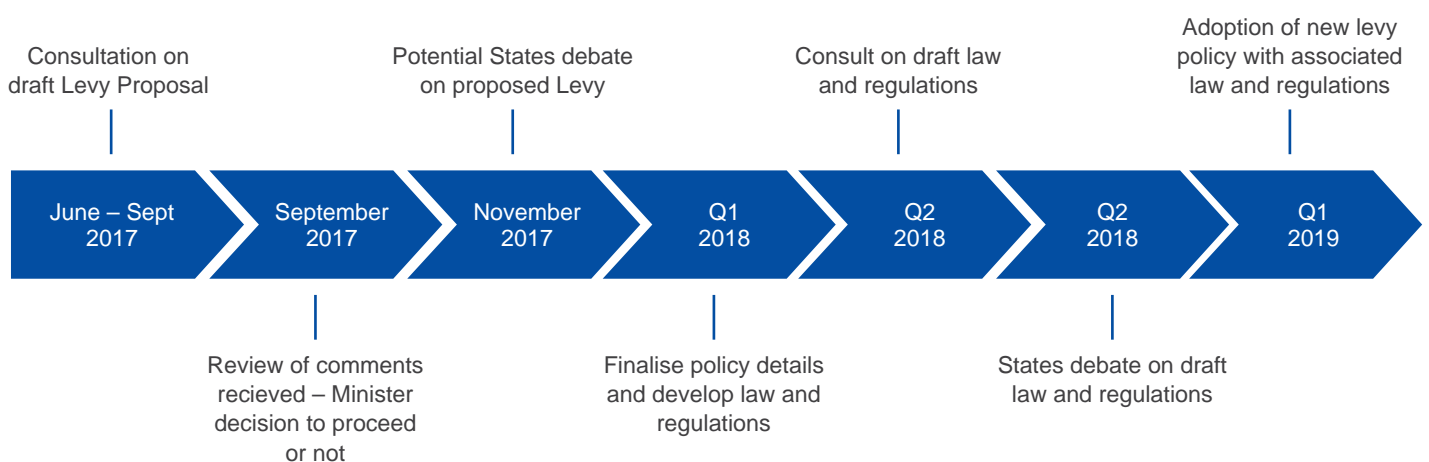 Consultation on
draft Levy Proposal
Potential States debate
on proposed Levy
Consult on draft law
and regulations
Adoption of new levy
policy with associated
law and regulations
June – Sept
2017
September
2017
November
2017
Q1
2018
Q2
2018
Q2
2018
Q1
2019
Review of comments
recieved – Minister
decision to proceed
or not
Finalise policy details
and develop law and
regulations
States debate on draft
law and regulations